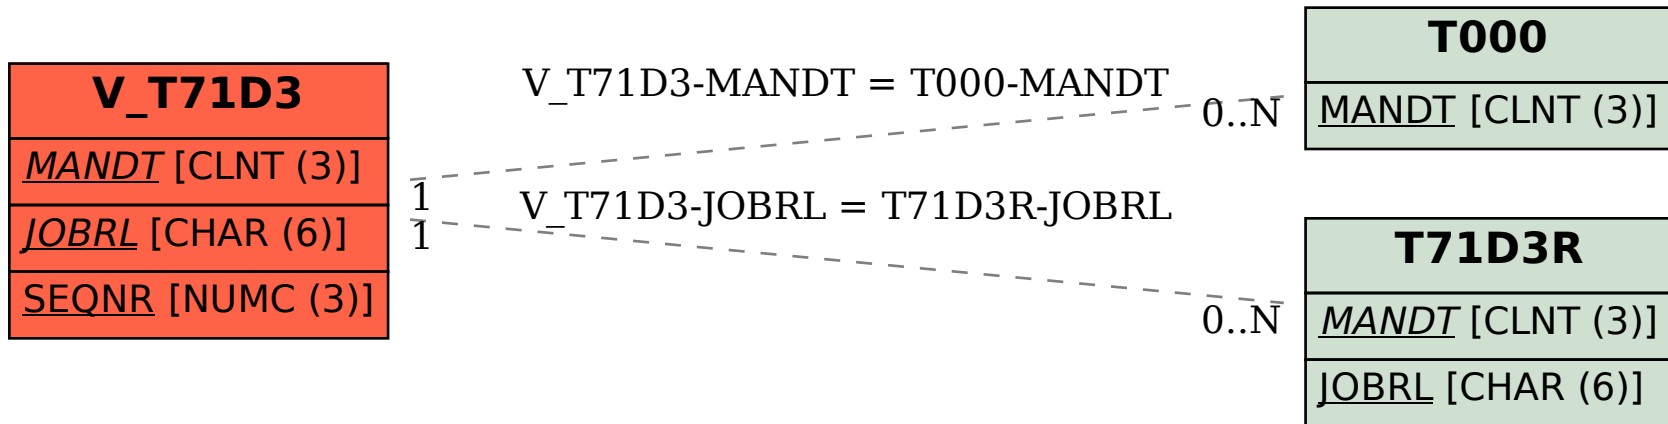 V_T71D3
MANDT [CLNT (3)]
JOBRL [CHAR (6)]
SEQNR [NUMC (3)]
V_T71D3-MANDT = T000-MANDT
0..N
1
V_T71D3-JOBRL = T71D3R-JOBRL
1
0..N
T000
MANDT [CLNT (3)]
T71D3R
MANDT [CLNT (3)]
JOBRL [CHAR (6)]